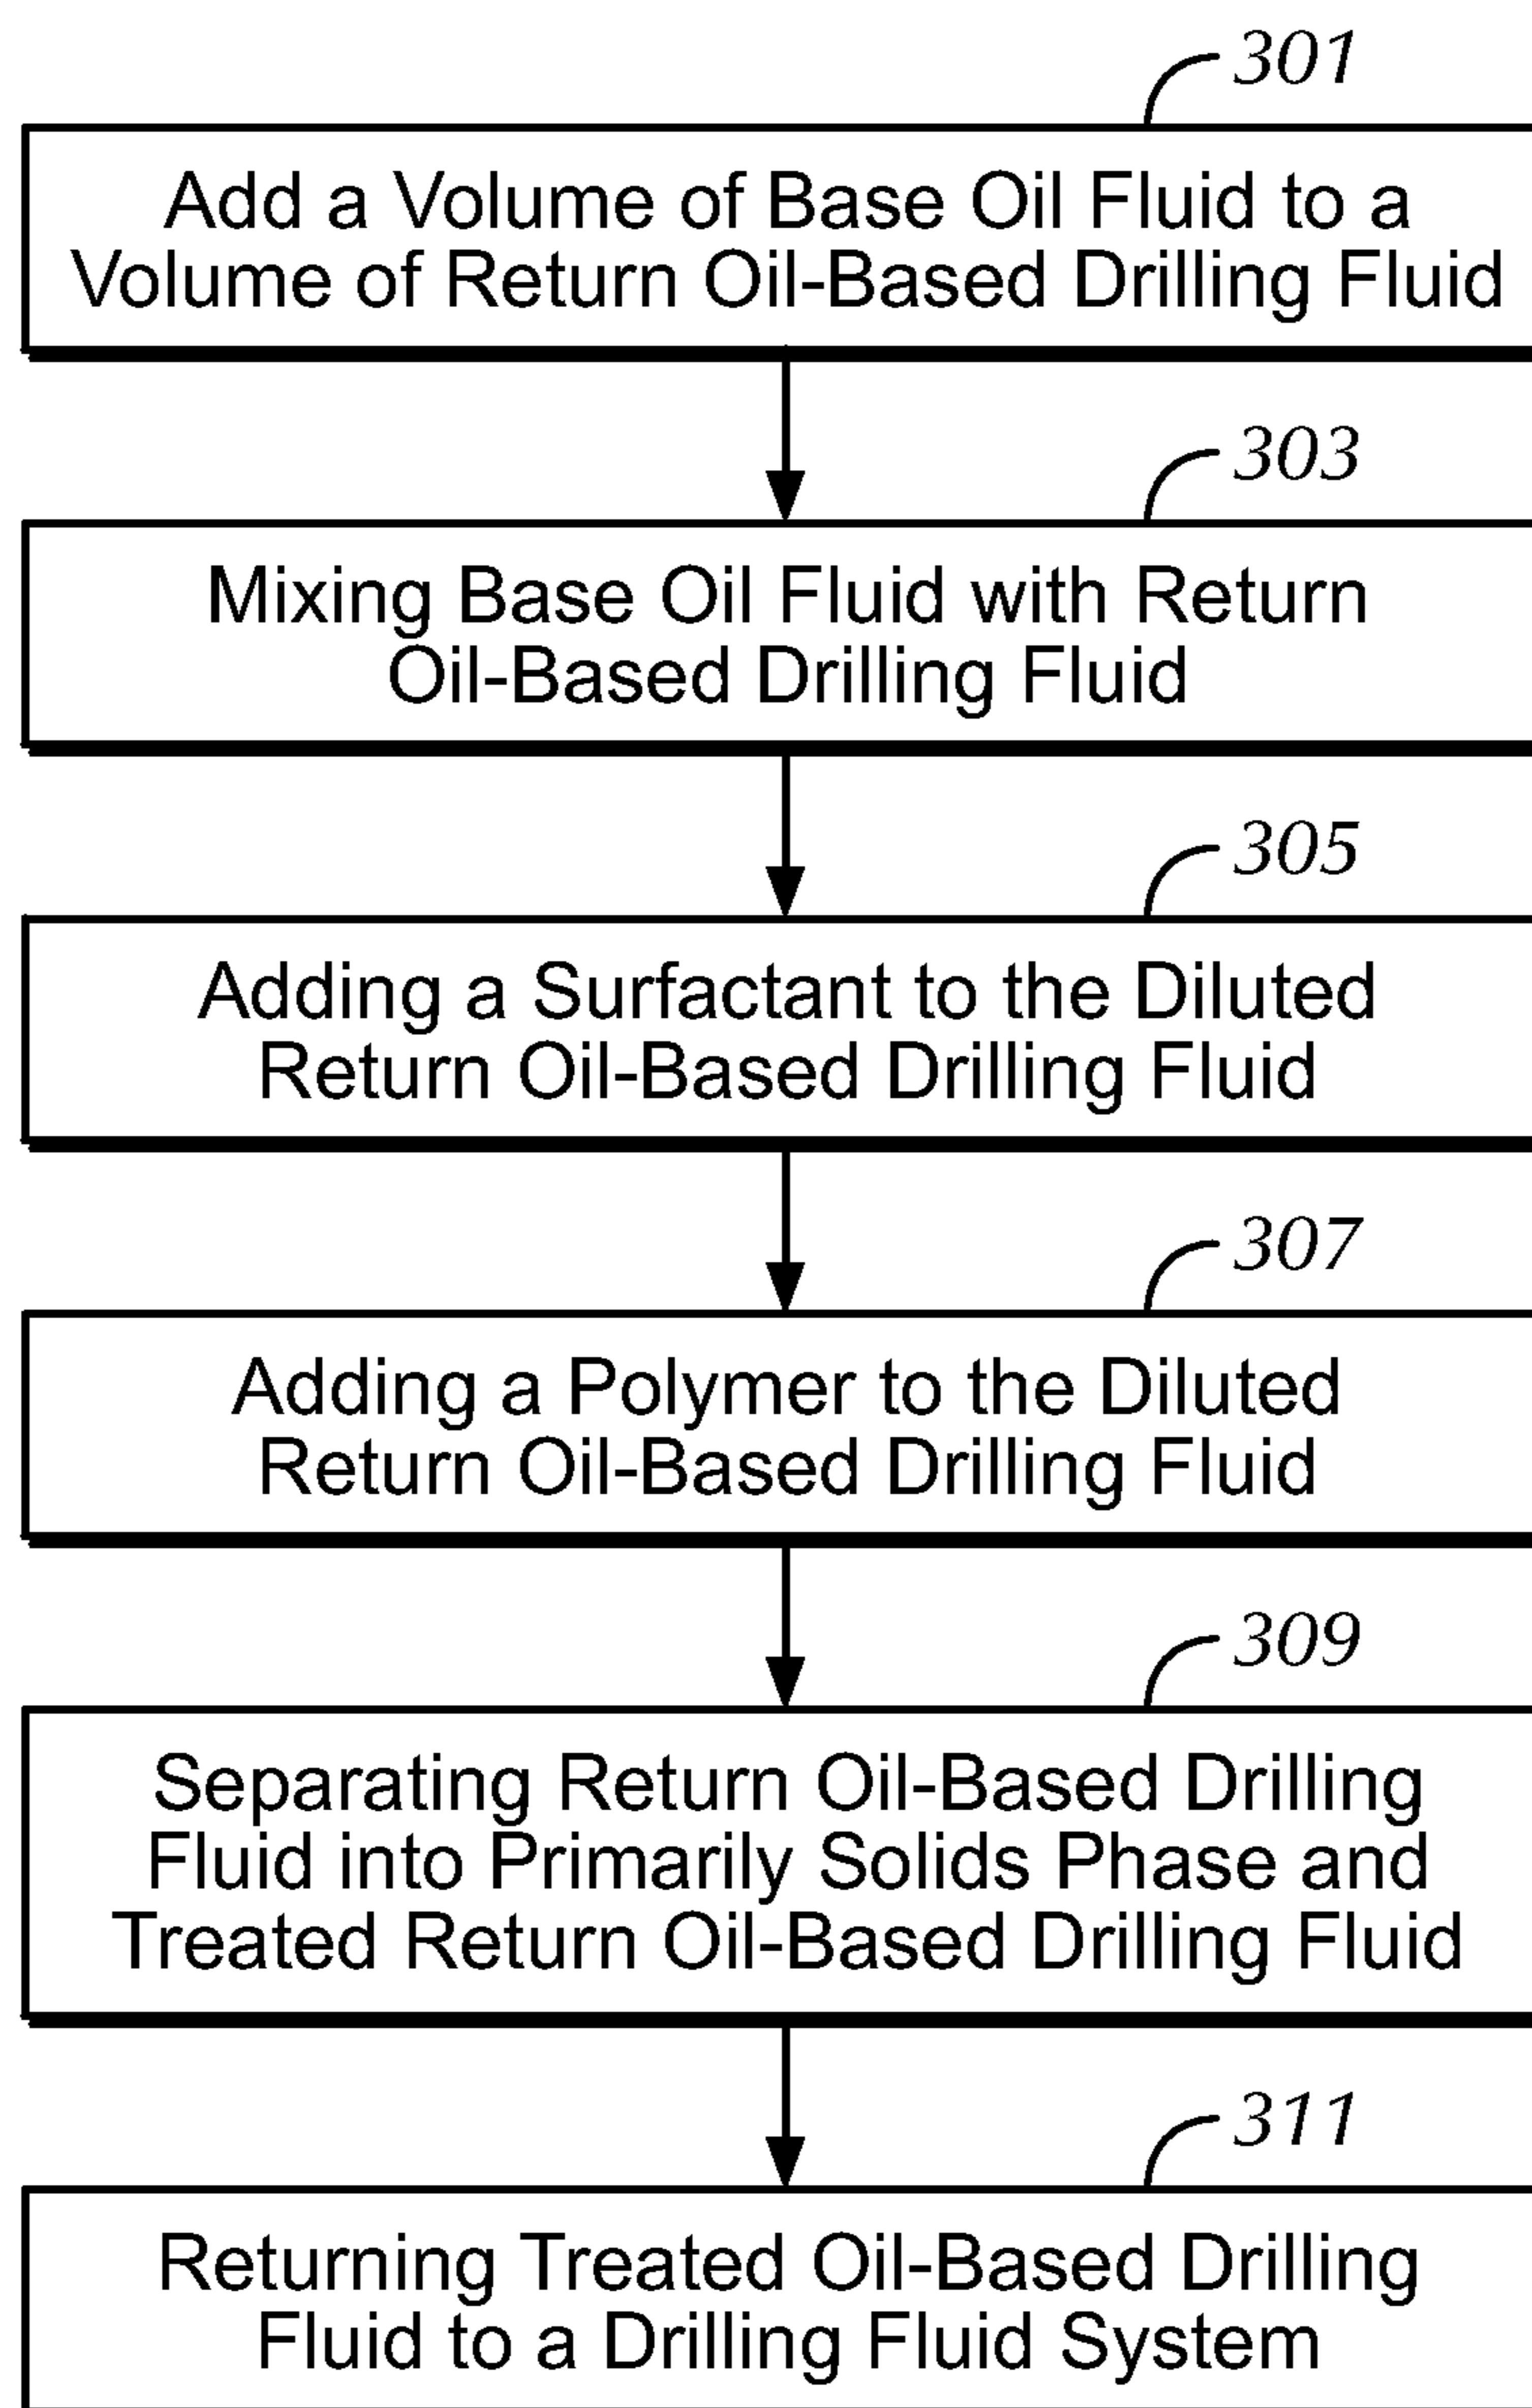 301
Add a Volume of Base Oil Fluid to a
Volume of Return Oil-Based Drilling Fluid
303
Mixing Base Oil Fluid with Return
Oil-Based Drilling Fluid
305
Adding a Surfactant to the Diluted
Return Oil-Based Drilling Fluid
307
Adding a Polymer to the Diluted
Return Oil-Based Drilling Fluid
309
Separating Return Oil-Based Drilling
Fluid into Primarily Solids Phase and
Treated Return Oil-Based Drilling Fluid
311
Returning Treated Oil-Based Drilling
Fluid to a Drilling Fluid System